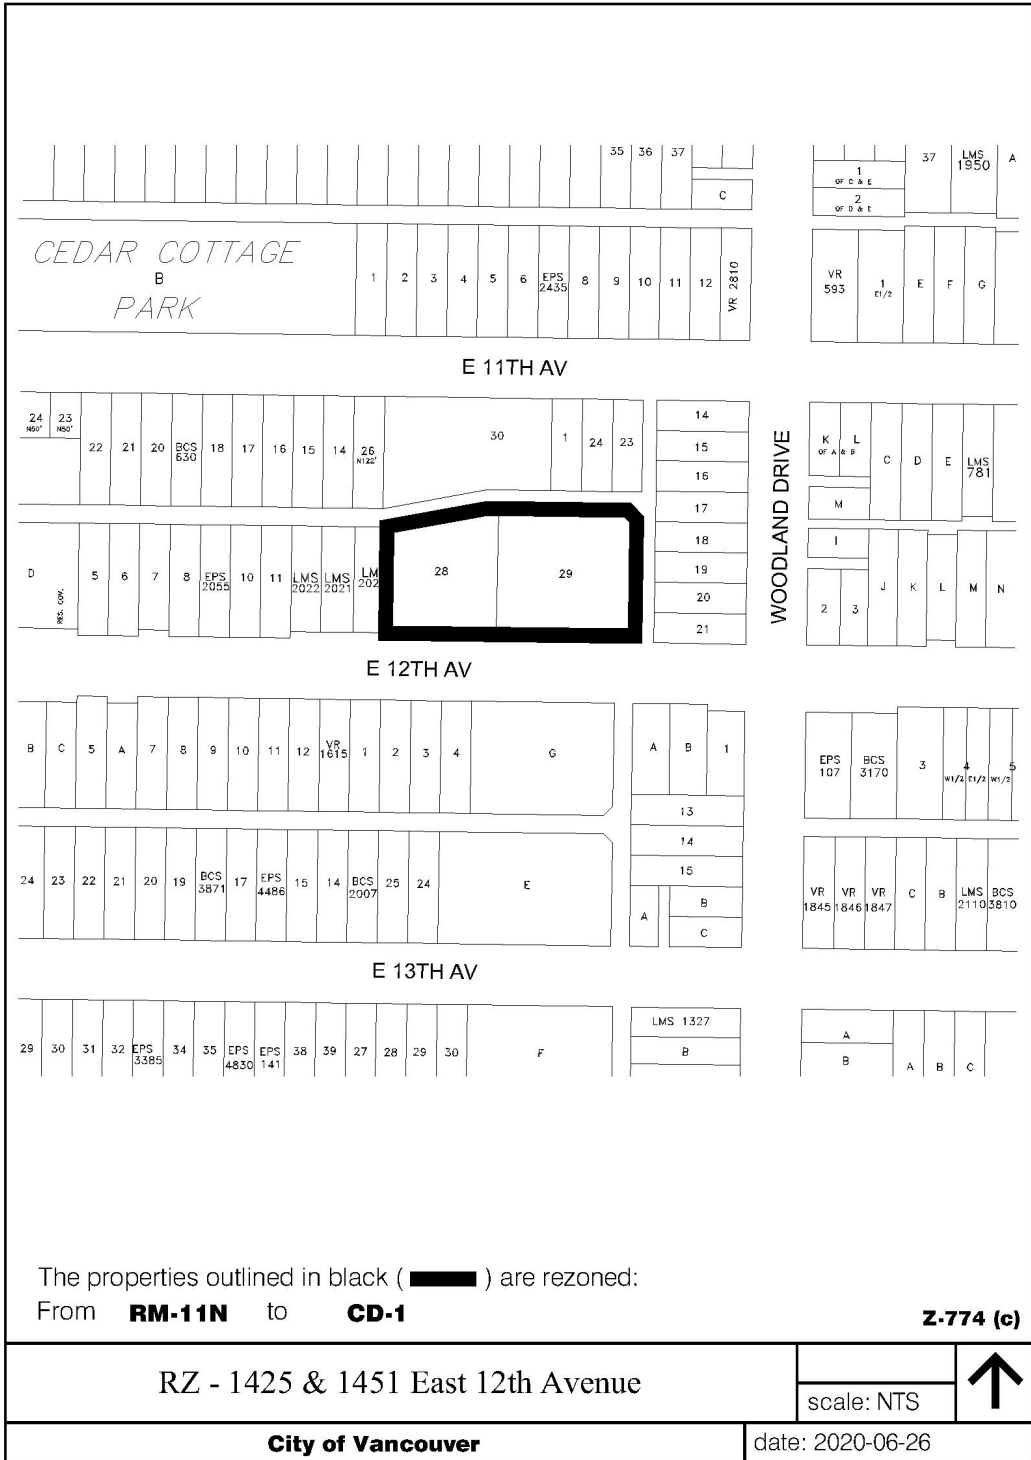 35 36 37
C
1
OF C & E
2
OF D & E
37
LMS
1950
A
CEDAR COTTAGE
B
PARK
1 2 3 4 5 6
EPS
2435
8 9 10 11 12
VR 2810
VR
593
1
E1/2
E F G
E 11TH AV
24
N50'
23
N50'
22 21 20
BCS
630
18 17 16 15 14
26
N122'
30 1 24 23
14
15
16
17
18
19
20
21
WOODLAND DRIVE
K L
OF A & B
C D E
LMS
781
M
I
2 3
J K L M N
D
RES. COV.
5 6 7 8
EPS
2055
10 11
LMS
2022
LMS
2021
LM
202
28 29
E 12TH AV
B C 5 A 7 8 9 10 11 12
VR
1615
1 2 3 4 G
A B 1
13
14
15
A
B
C
EPS
107
BCS
3170
3
4
W1/2 E1/2
5
W1/2
24 23 22 21 20 19
BCS
3871
17
EPS
4486
15 14
BCS
2007
25 24 E
VR
1845
VR
1846
VR
1847
C B
LMS
2110
BCS
3810
E 13TH AV
29 30 31 32
EPS
3385
34 35
EPS
4830
EPS
141
38 39 27 28 29 30 F
LMS 1327
B
A
B
A B C
The properties outlined in black ( ) are rezoned:
From RM-11N to CD-1
Z-774 (c)
RZ - 1425 & 1451 East 12th Avenue
scale: NTS
City of Vancouver
date: 2020-06-26